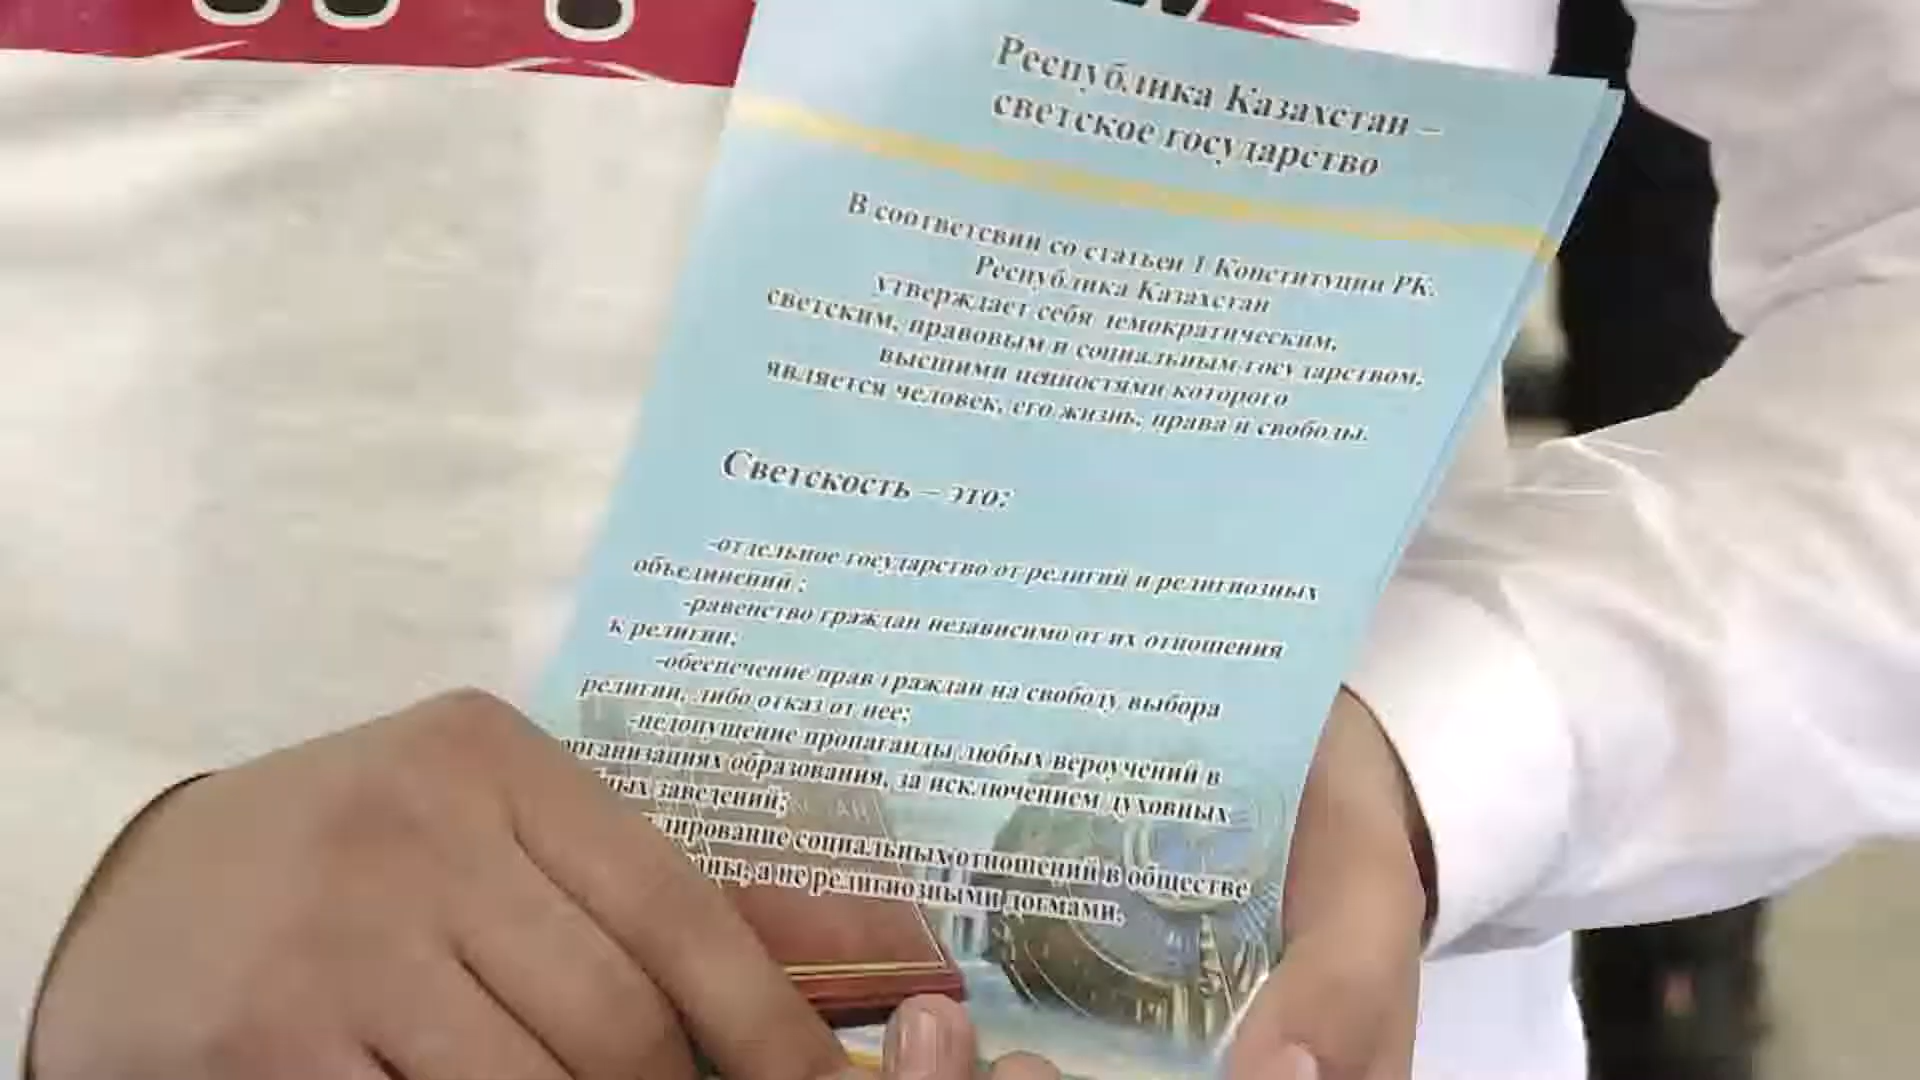 Республика Казахстан –
светское государство
В соответсвии со статьей 1 Конституции РК,
Республика Казахстан
утверждает себя демократическим,
светским, правовым и социальным государством,
высшими ценностями которого
является человек, его жизнь, права и свободы.
Светскость – это:
-отдельное государство от религий и религиозных
объединений ;
-равенство граждан независимо от их отношения
к религии;
-обеспечение прав граждан на свободу выбора
религии, либо отказ от нее;
-недопущение пропаганды любых вероучений в
организациях образования, за исключением духовных
заведений;
социальных отношений в обществе
а не религиозными догмами.